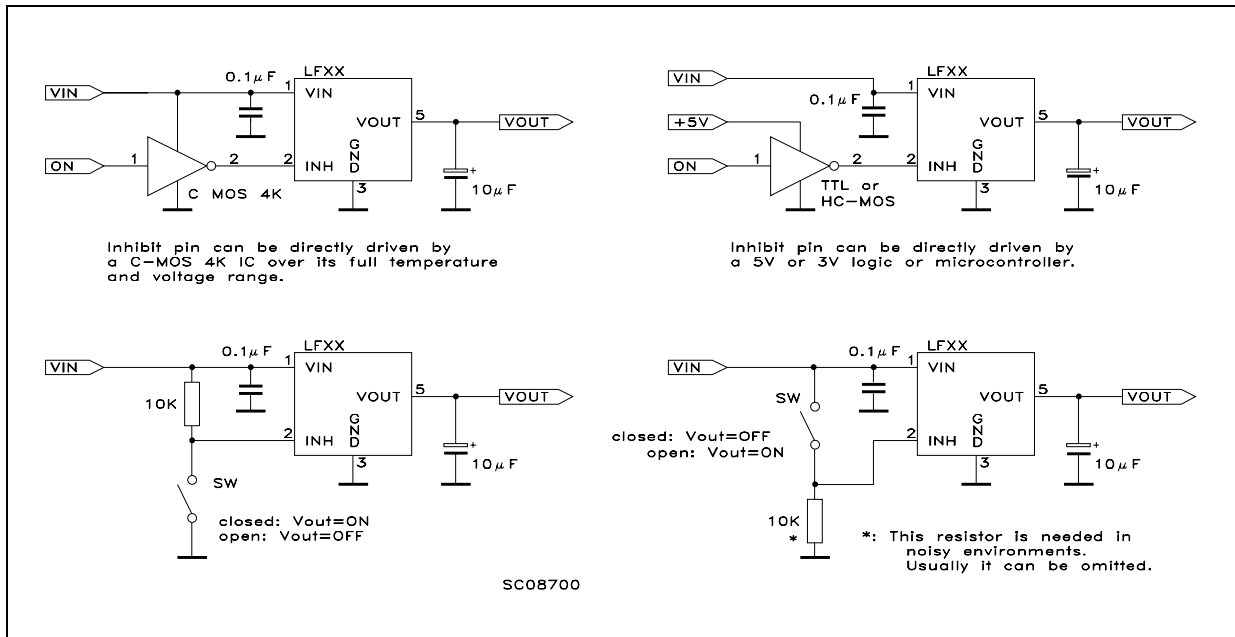 LFXX
0.1µF
VIN
1
VIN
VOUT
5
VOUT
ON
1
2
2
INH
GND
3
+
10µF
C MOS 4K
Inhibit pin can be directly driven by
a C-MOS 4K IC over its full temperature
and voltage range.
LFXX
VIN
1
VIN
0.1µF
+5V
VOUT
5
VOUT
ON
1
2
2
INH
GND
3
+
10µF
TTL or
HC-MOS
Inhibit pin can be directly driven by
a 5V or 3V logic or microcontroller.
LFXX
0.1µF
VIN
1
VIN
10K
VOUT
5
VOUT
2
INH
GND
3
+
10µF
SW
closed: Vout=ON
open: Vout=OFF
LFXX
0.1µF
VIN
1
VIN
SW
VOUT
5
VOUT
closed: Vout=OFF
open: Vout=ON
2
INH
GND
3
+
10µF
10K
*
*: This resistor is needed in
noisy environments.
Usually it can be omitted.
SC08700